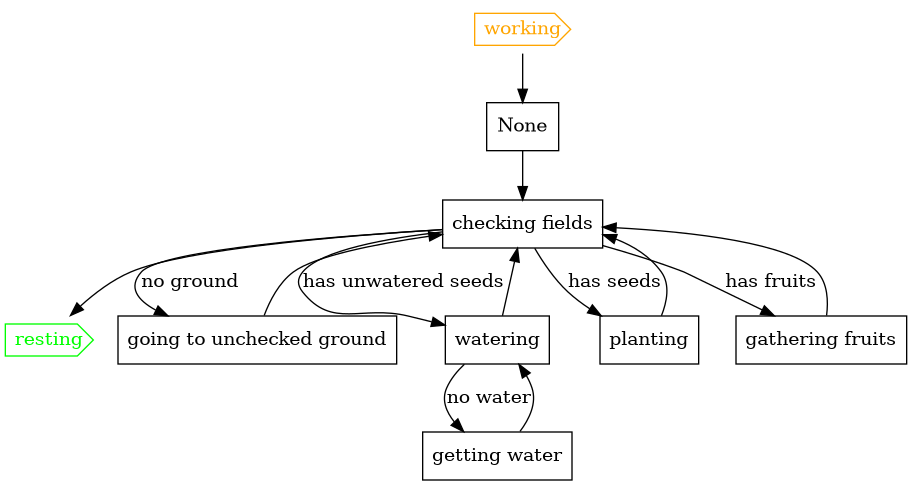 working
None
checking fields
no ground
has unwatered seeds
has seeds
has fruits
resting
going to unchecked ground
watering
planting
gathering fruits
no water
getting water